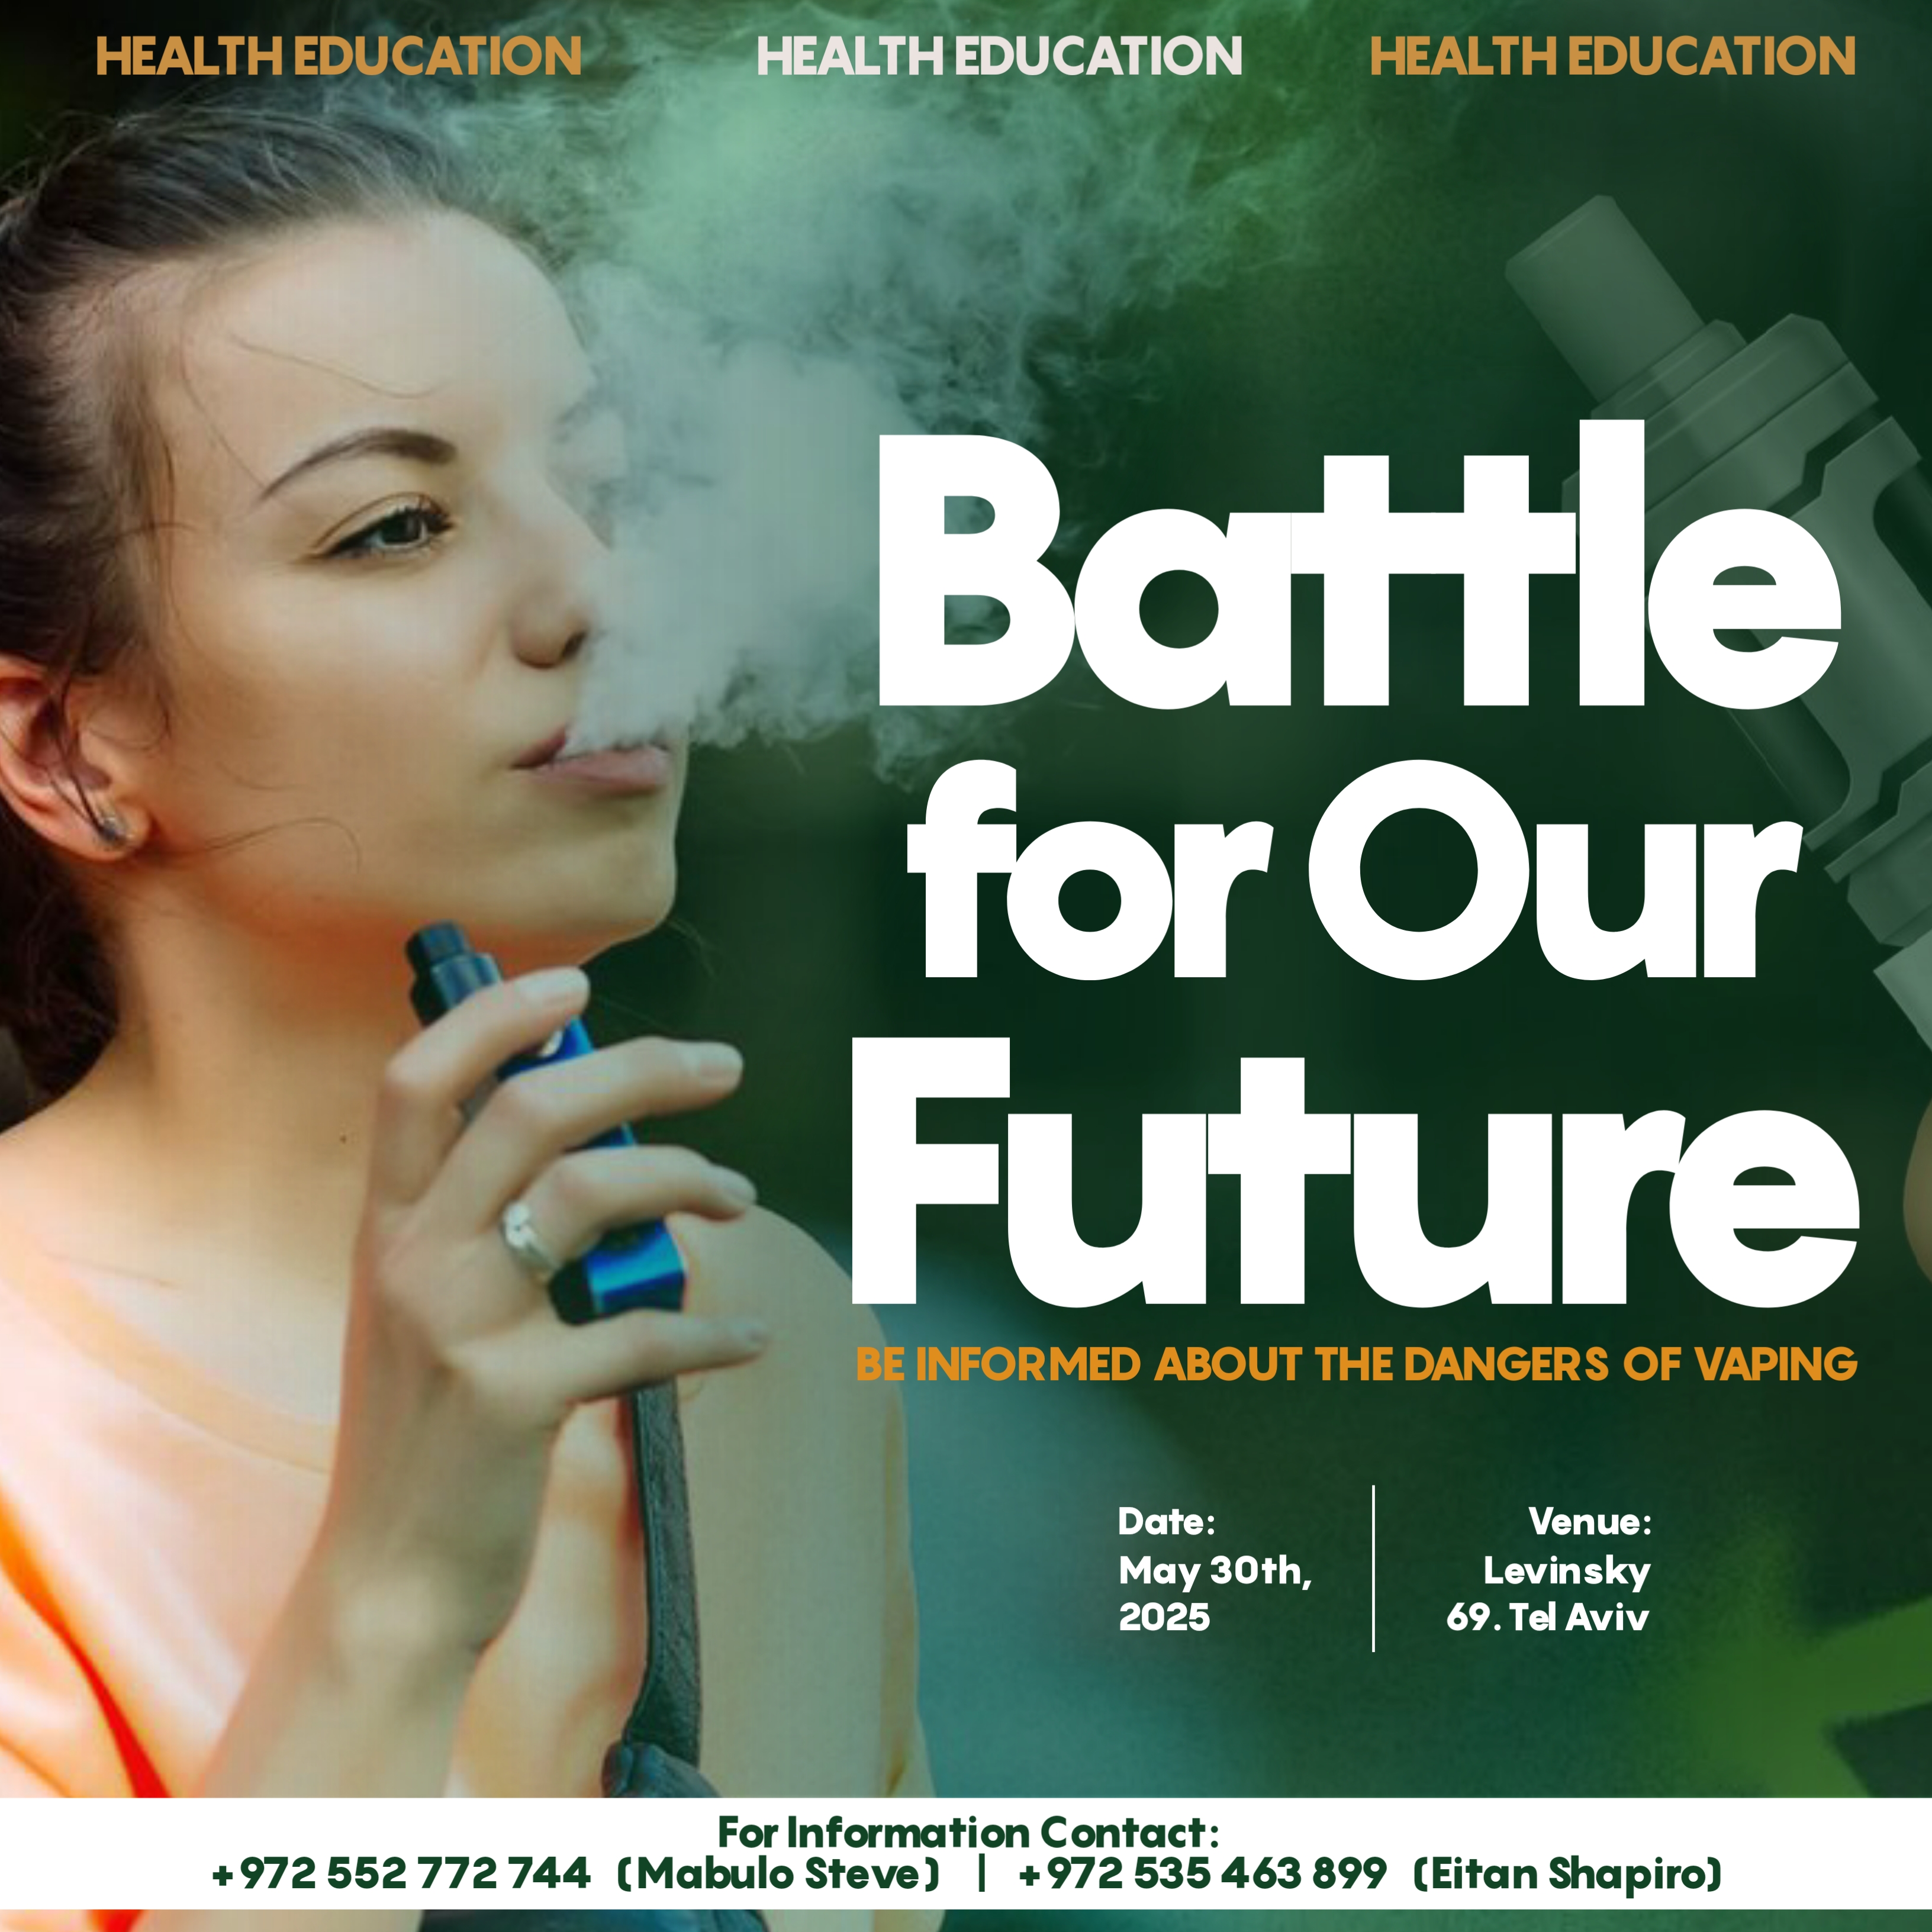 HEALTH EDUCATION HEALTH EDUCATION HEALTH EDUCATION
Battle
for Our
Future
BE INFORMED ABOUT THE DANGERS OF VAPING
Date:
May 30th,
2025
Venue:
Levinsky
69. Tel Aviv
For Information Contact:
+972 552 772 744 (Mabulo Steve) | +972 535 463 899 (Eitan Shapiro)